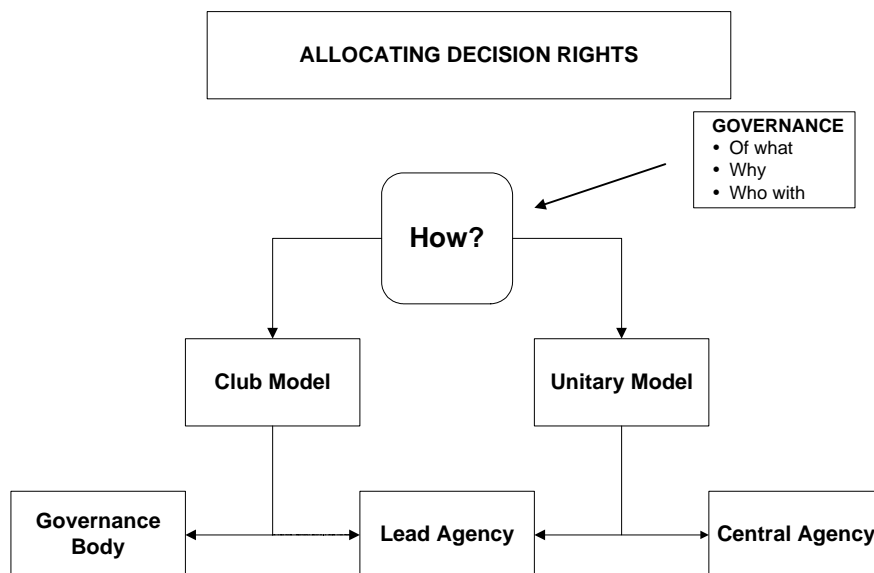 ALLOCATING DECISION RIGHTS
GOVERNANCE
• Of what
• Why
• Who with
How?
Club Model
Unitary Model
Governance
Body
Lead Agency
Central Agency